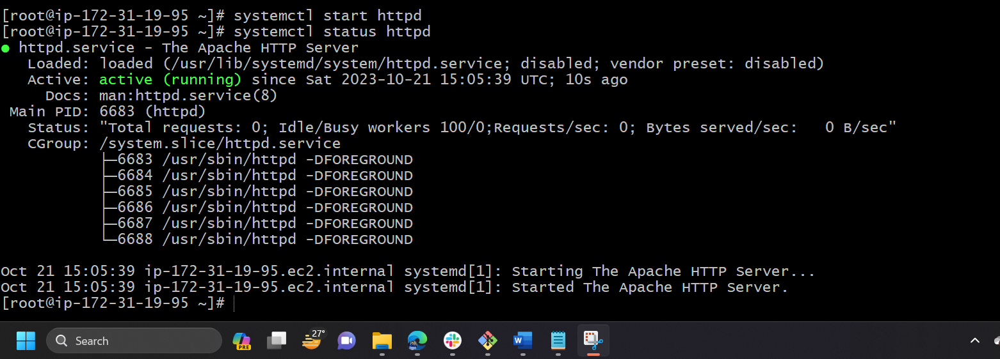 [root@ip-172-31-19-95 ~]# systemctl start httpd
[root@ip-172-31-19-95 ~]# systemctl status httpd
● httpd.service - The Apache HTTP Server
   Loaded: loaded (/usr/lib/systemd/system/httpd.service; disabled; vendor preset: disabled)
   Active: active (running) since Sat 2023-10-21 15:05:39 UTC; 10s ago
     Docs: man:httpd.service(8)
 Main PID: 6683 (httpd)
   Status: "Total requests: 0; Idle/Busy workers 100/0;Requests/sec: 0; Bytes served/sec:   0 B/sec"
   CGroup: /system.slice/httpd.service
           ├─6683 /usr/sbin/httpd -DFOREGROUND
           ├─6684 /usr/sbin/httpd -DFOREGROUND
           ├─6685 /usr/sbin/httpd -DFOREGROUND
           ├─6686 /usr/sbin/httpd -DFOREGROUND
           ├─6687 /usr/sbin/httpd -DFOREGROUND
           └─6688 /usr/sbin/httpd -DFOREGROUND
Oct 21 15:05:39 ip-172-31-19-95.ec2.internal systemd[1]: Starting The Apache HTTP Server...
Oct 21 15:05:39 ip-172-31-19-95.ec2.internal systemd[1]: Started The Apache HTTP Server.
[root@ip-172-31-19-95 ~]#
Search
PRE
27°
W